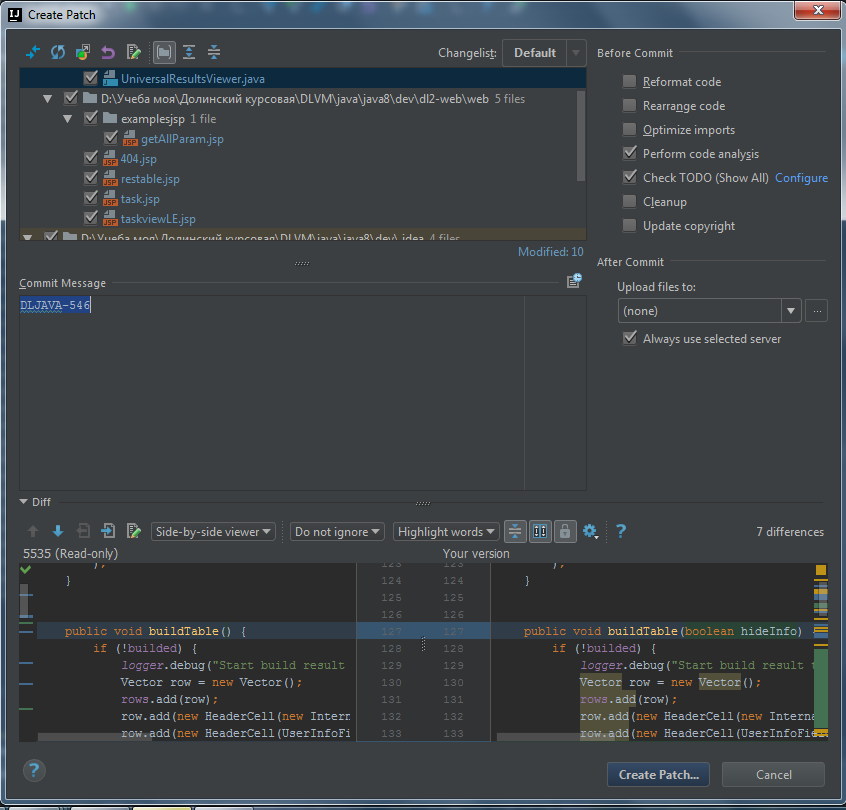 Create Patch
Changelist: Default
UniversalResultsViewer.java
D:\Учеба моя\Долинский курсовая\DLVM\java\java8\dev\dl2-web\web 5 files
examplesjsp 1 file
getAllParam.jsp
404.jsp
restable.jsp
task.jsp
taskviewLE.jsp
D:\Учеба моя\Долинский курсовая\DLVM\java\java8\dev\.idea 4 files
Modified: 10
Commit Message
DLJAVA-546
Before Commit
Reformat code
Rearrange code
Optimize imports
Perform code analysis
Check TODO (Show All) Configure
Cleanup
Update copyright
After Commit
Upload files to:
(none)
...
Always use selected server
Diff
Side-by-side viewer Do not ignore Highlight words ? 7 differences
5535 (Read-only) Your version
}; 123 123 };
} 124 124 }
125 125
126 126
public void buildTable() { 127 127 public void buildTable(boolean hideInfo)
if (!builded) { 128 128 if (!builded) {
logger.debug("Start build result 129 129 logger.debug("Start build result t
Vector row = new Vector(); 130 130 Vector row = new Vector();
rows.add(row); 131 131 rows.add(row);
row.add(new HeaderCell(new Intern 132 132 row.add(new HeaderCell(new Interna
row.add(new HeaderCell(UserInfoFi 133 133 row.add(new HeaderCell(UserInfoFie
? Create Patch... Cancel